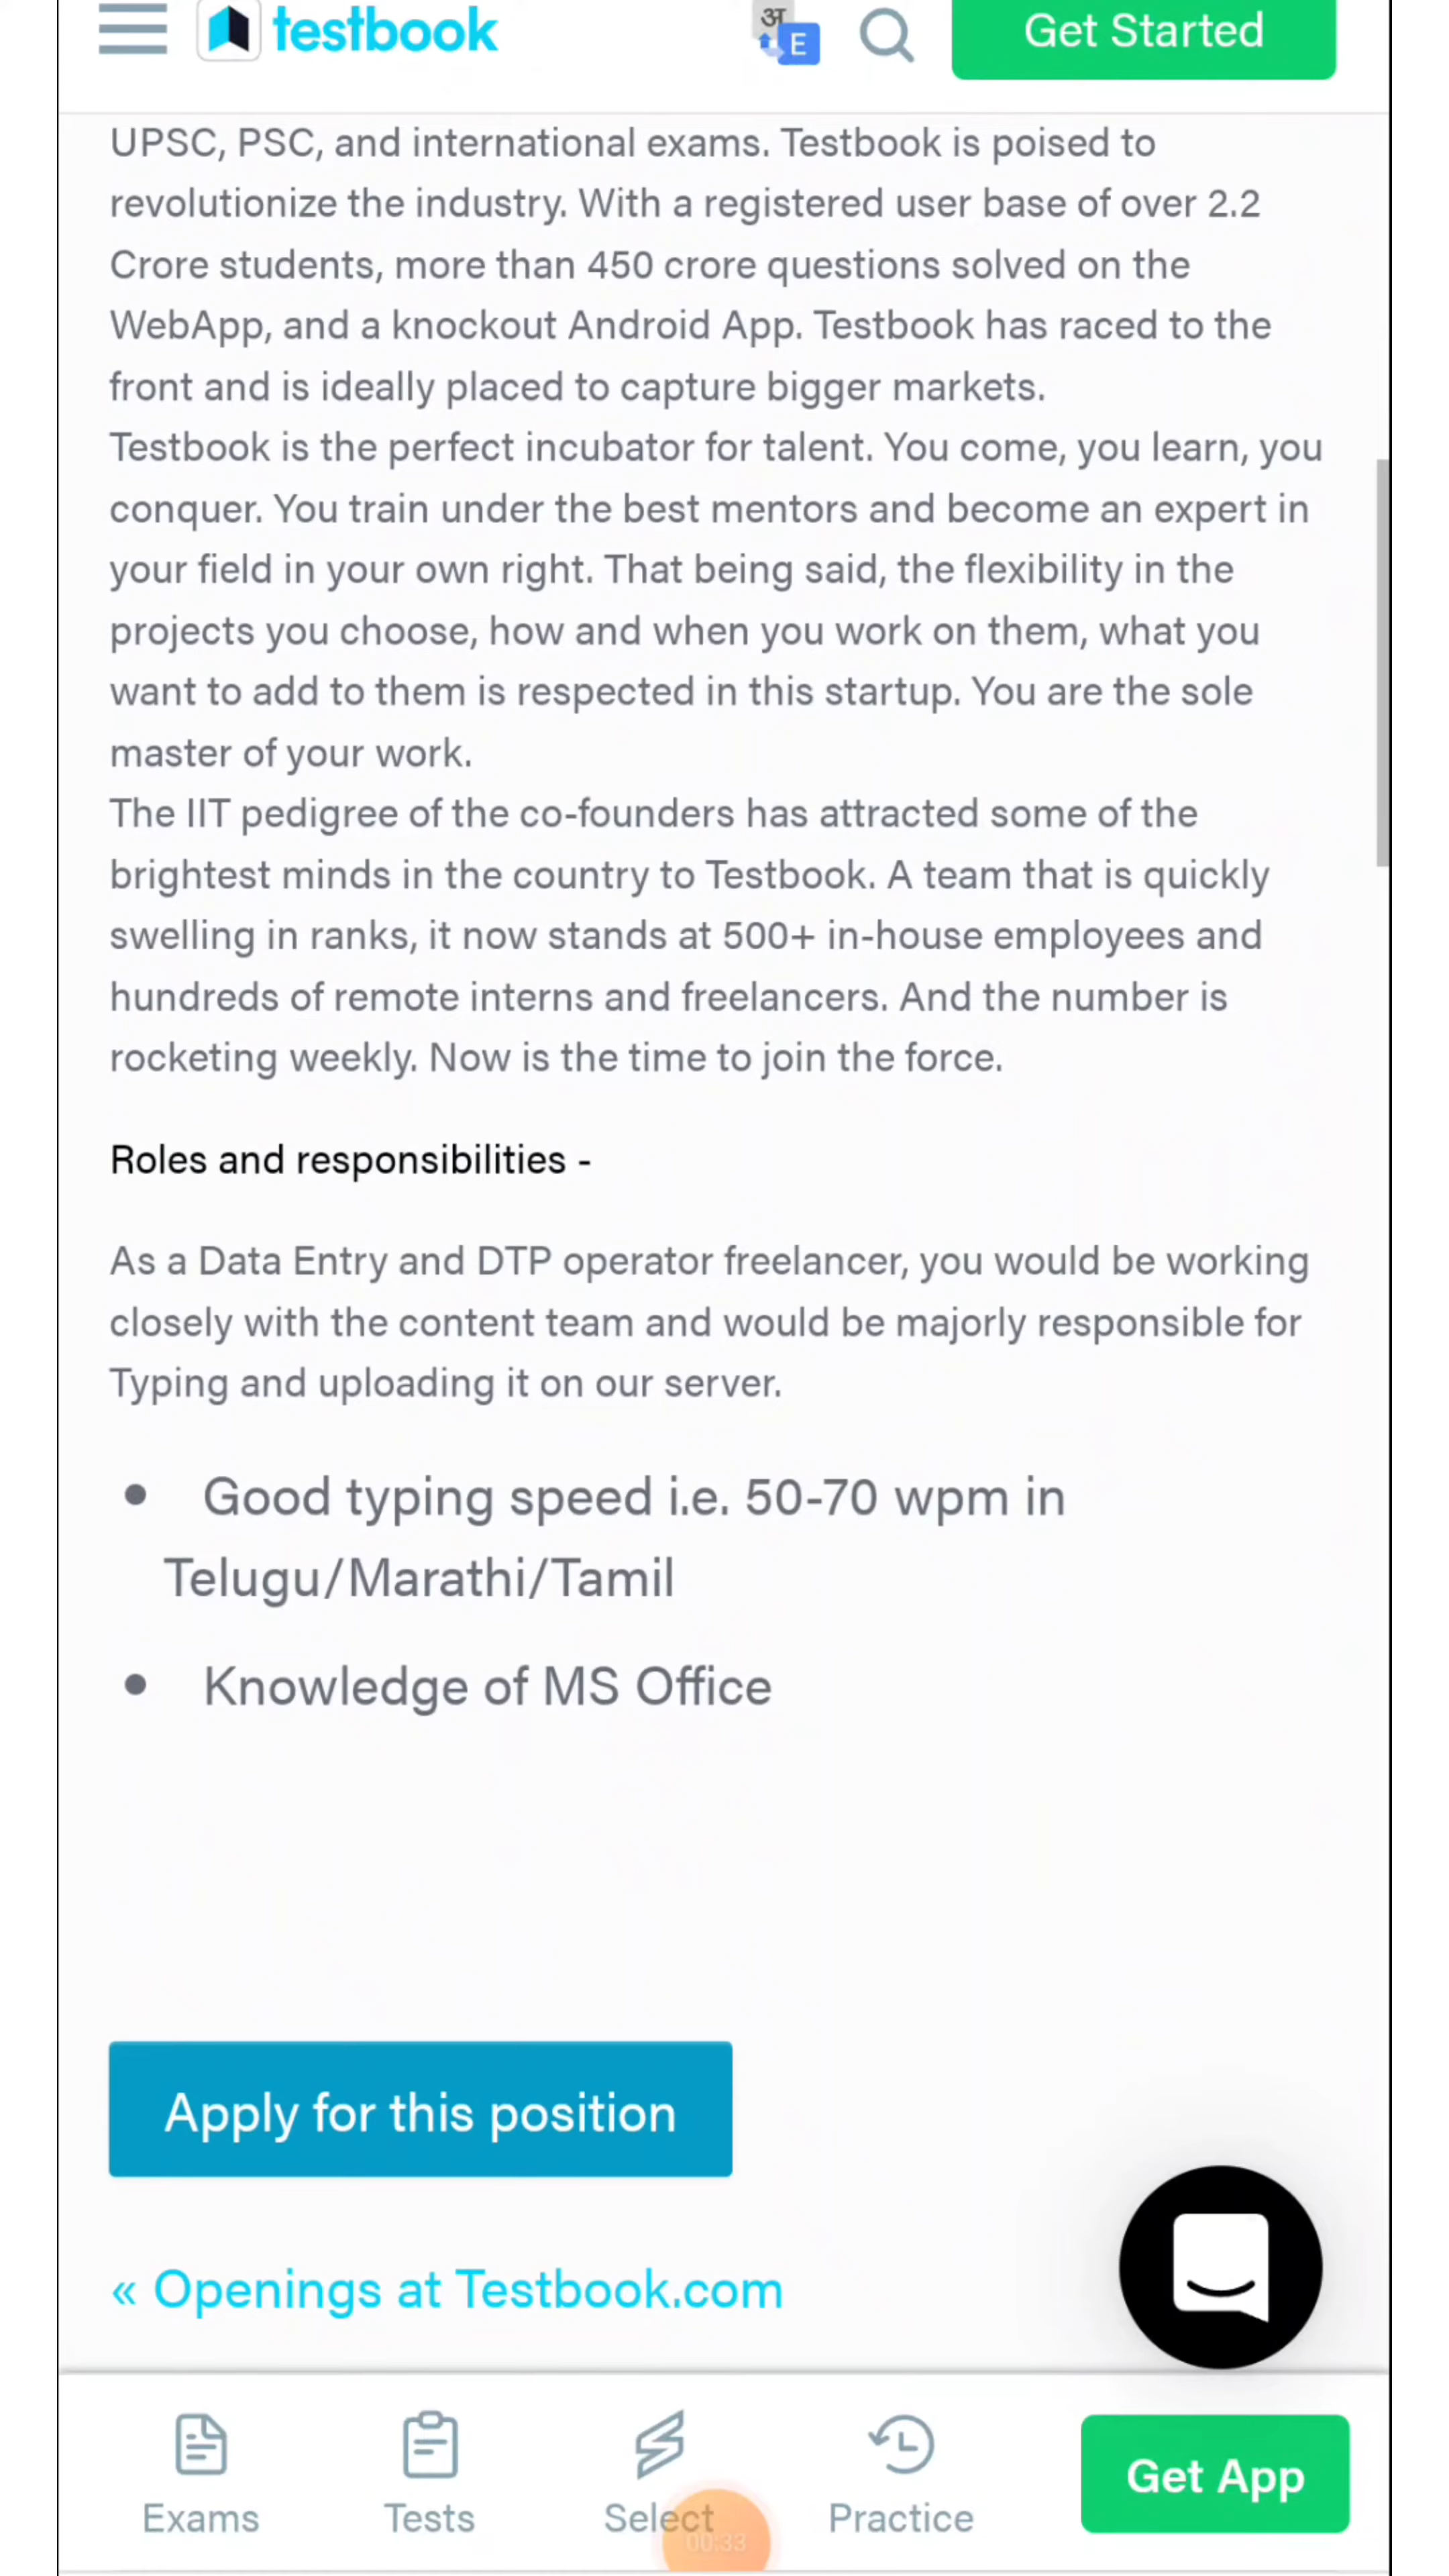 testbook
अ
E
Get Started
UPSC, PSC, and international exams. Testbook is poised to
revolutionize the industry. With a registered user base of over 2.2
Crore students, more than 450 crore questions solved on the
WebApp, and a knockout Android App. Testbook has raced to the
front and is ideally placed to capture bigger markets.
Testbook is the perfect incubator for talent. You come, you learn, you
conquer. You train under the best mentors and become an expert in
your field in your own right. That being said, the flexibility in the
projects you choose, how and when you work on them, what you
want to add to them is respected in this startup. You are the sole
master of your work.
The IIT pedigree of the co-founders has attracted some of the
brightest minds in the country to Testbook. A team that is quickly
swelling in ranks, it now stands at 500+ in-house employees and
hundreds of remote interns and freelancers. And the number is
rocketing weekly. Now is the time to join the force.
Roles and responsibilities -
As a Data Entry and DTP operator freelancer, you would be working
closely with the content team and would be majorly responsible for
Typing and uploading it on our server.
• Good typing speed i.e. 50-70 wpm in
Telugu/Marathi/Tamil
• Knowledge of MS Office
Apply for this position
« Openings at Testbook.com
Exams
Tests
Select
Practice
Get App
00:33